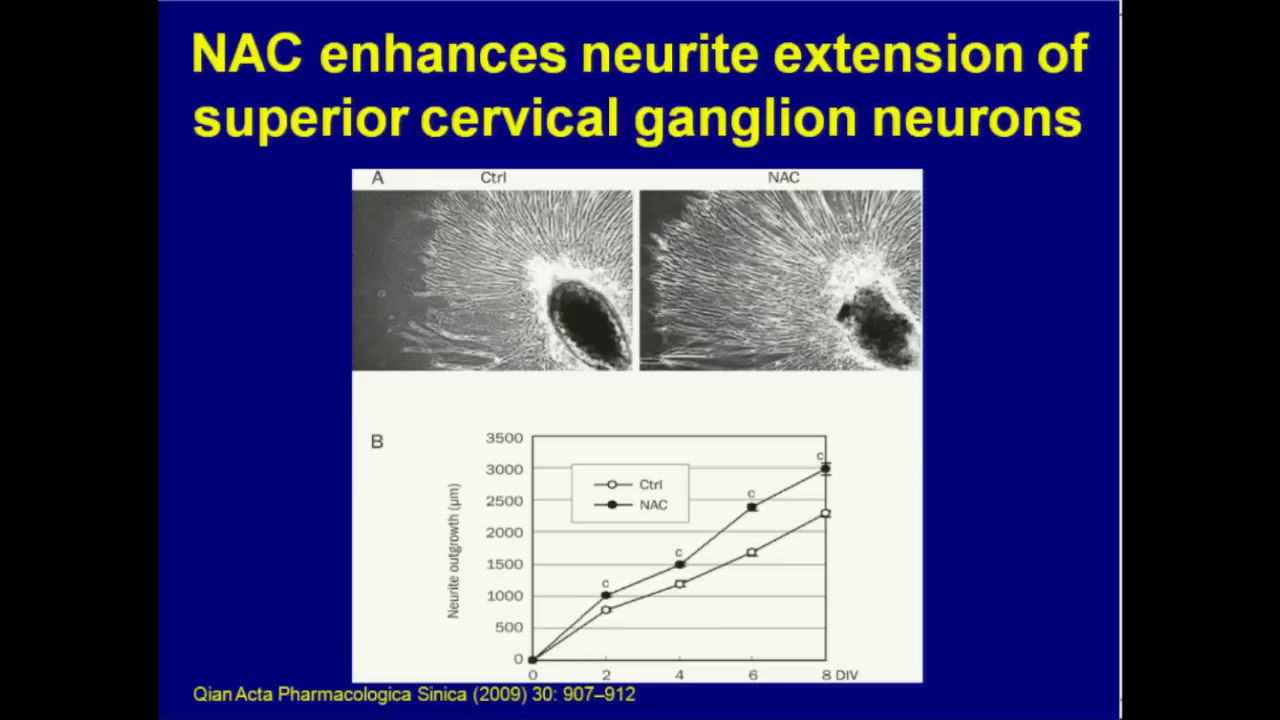 NAC enhances neurite extension of
superior cervical ganglion neurons
A
Ctrl
NAC
B
3500
3000
2500
2000
1500
1000
500
0
Neurite outgrowth (µm)
Ctrl
NAC
c
c
c
c
0 2 4 6 8 DIV
Qian Acta Pharmacologica Sinica (2009) 30: 907–912